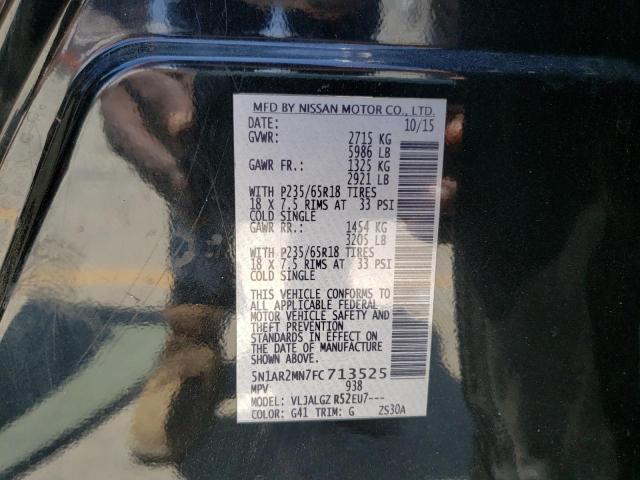 MFD BY NISSAN MOTOR CO., LTD.
DATE: 10/15
GVWR: 2715 KG
5986 LB
GAWR FR.: 1325 KG
2921 LB
WITH P235/65R18 TIRES
18 X 7.5 RIMS AT 33 PSI
COLD SINGLE
GAWR RR.: 1454 KG
3205 LB
WITH P235/65R18 TIRES
18 X 7.5 RIMS AT 33 PSI
COLD SINGLE
THIS VEHICLE CONFORMS TO
ALL APPLICABLE FEDERAL
MOTOR VEHICLE SAFETY AND
THEFT PREVENTION
STANDARDS IN EFFECT ON
THE DATE OF MANUFACTURE
SHOWN ABOVE.
5N1AR2MN7FC713525
MPV 938
MODEL: VLJALGZ R52EU7---
COLOR: G41 TRIM: G ZS30A